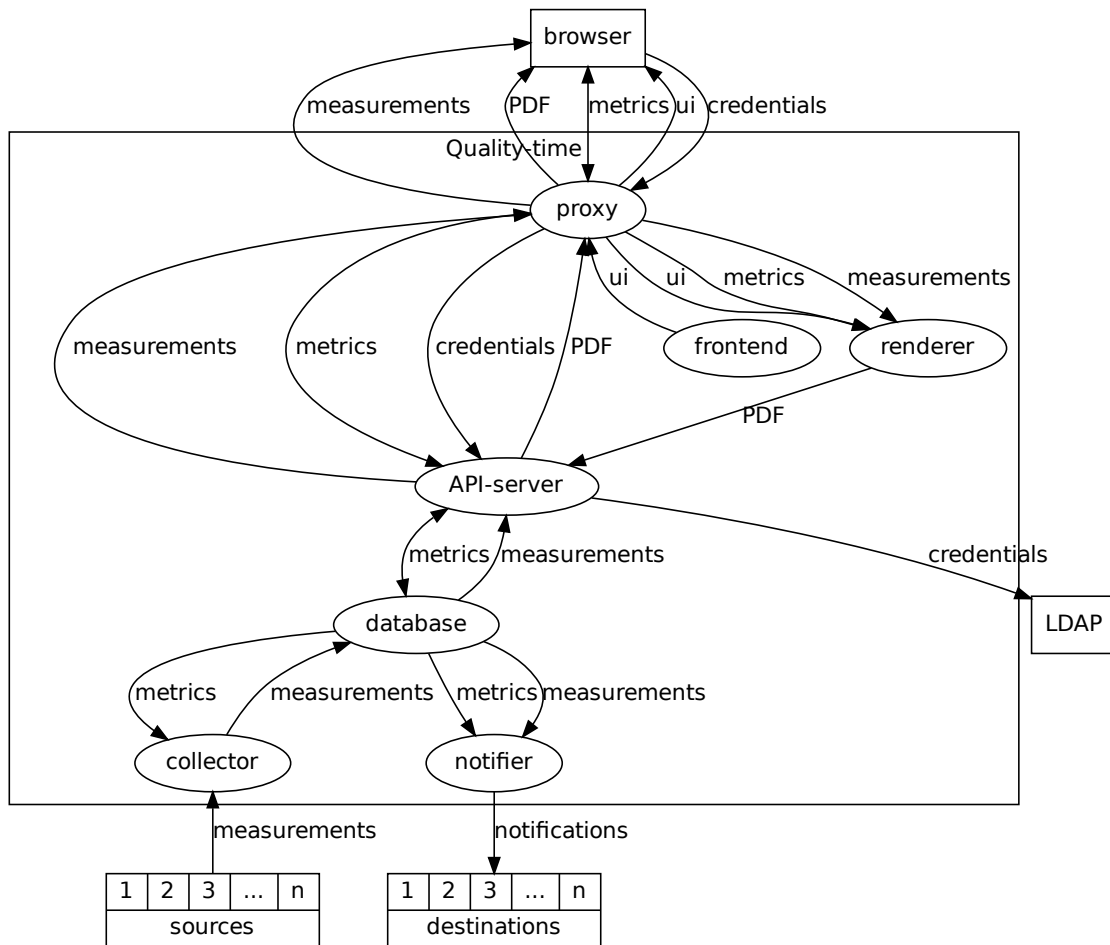 browser
measurements
PDF
metrics
ui
credentials
Quality-time
proxy
ui
ui
metrics
measurements
measurements
metrics
credentials
PDF
frontend
renderer
PDF
API-server
metrics
measurements
credentials
database
LDAP
metrics
measurements
metrics
measurements
collector
notifier
measurements
notifications
1 2 3 ... n
sources
1 2 3 ... n
destinations